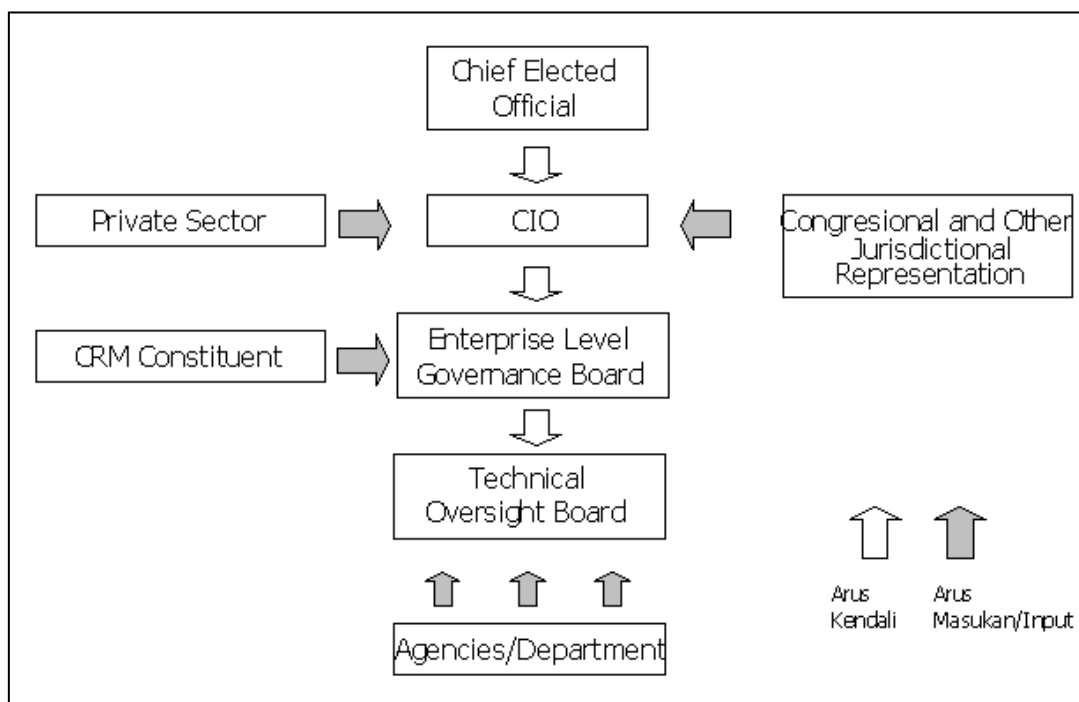 Chief Elected
Official
Private Sector
CIO
Congresional and Other
Jurisdictional
Representation
CRM Constituent
Enterprise Level
Governance Board
Technical
Oversight Board
Agencies/Department
Arus
Kendali
Arus
Masukan/Input